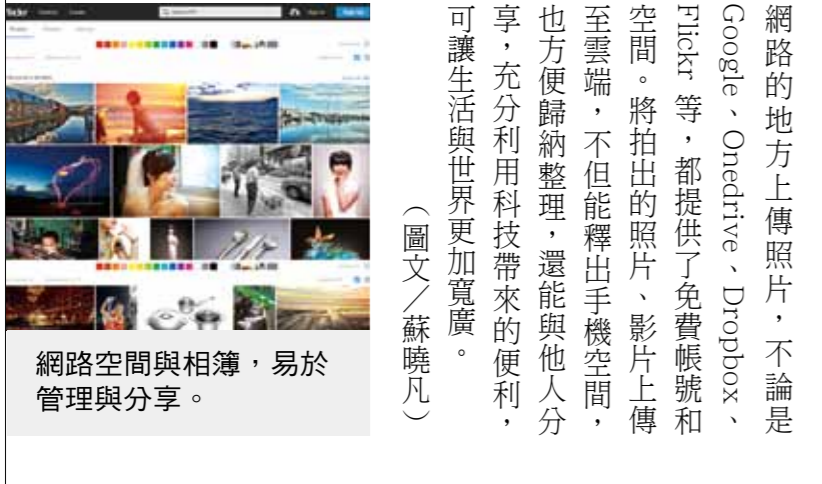 網路的地方上傳照片，不論是
Google、Onedrive、Dropbox、
Flickr 等，都提供了免費帳號和
空間。將拍出的照片、影片上傳
至雲端，不但能釋出手機空間，
也方便歸納整理，還能與他人分
享，充分利用科技帶來的便利，
可讓生活與世界更加寬廣。
（圖文／蘇曉凡）
flickr
網路空間與相簿，易於
管理與分享。